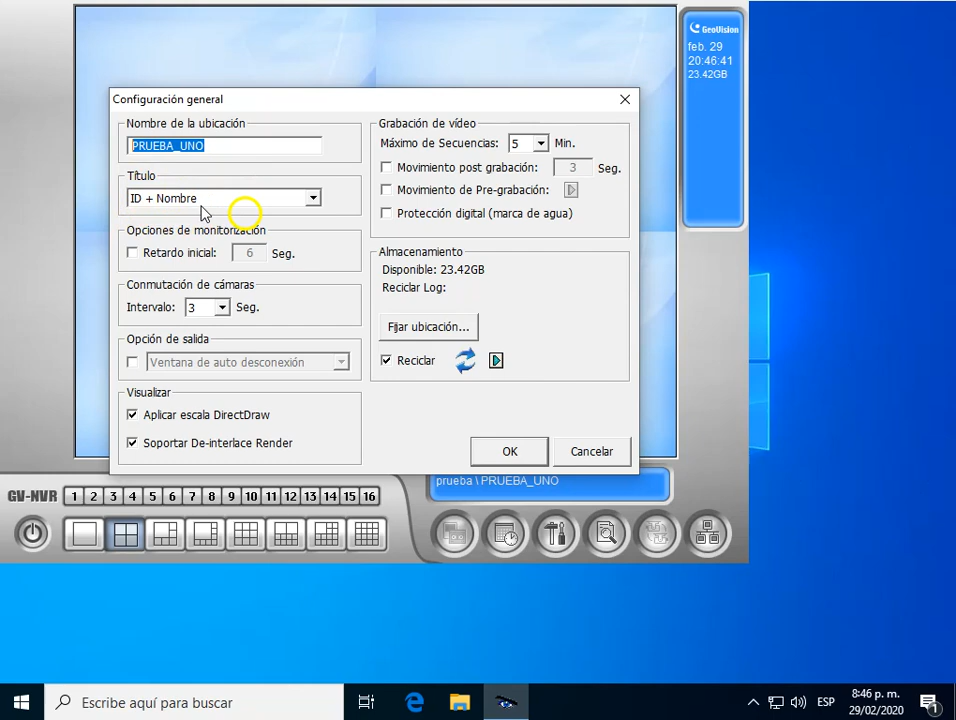 GeoVision
feb. 29
20:46:41
23.42GB
Configuración general
Nombre de la ubicación
PRUEBA_UNO
Título
ID + Nombre
Opciones de monitorización
Retardo inicial: 6 Seg.
Conmutación de cámaras
Intervalo: 3 Seg.
Opción de salida
Ventana de auto desconexión
Visualizar
Aplicar escala DirectDraw
Soportar De-interlace Render
Grabación de vídeo
Máximo de Secuencias: 5 Min.
Movimiento post grabación: 3 Seg.
Movimiento de Pre-grabación:
Protección digital (marca de agua)
Almacenamiento
Disponible: 23.42GB
Reciclar Log:
Fijar ubicación...
Reciclar
OK Cancelar
prueba \ PRUEBA_UNO
GV-NVR 1 2 3 4 5 6 7 8 9 10 11 12 13 14 15 16
Escribe aquí para buscar
ESP
8:46 p. m.
29/02/2020
1